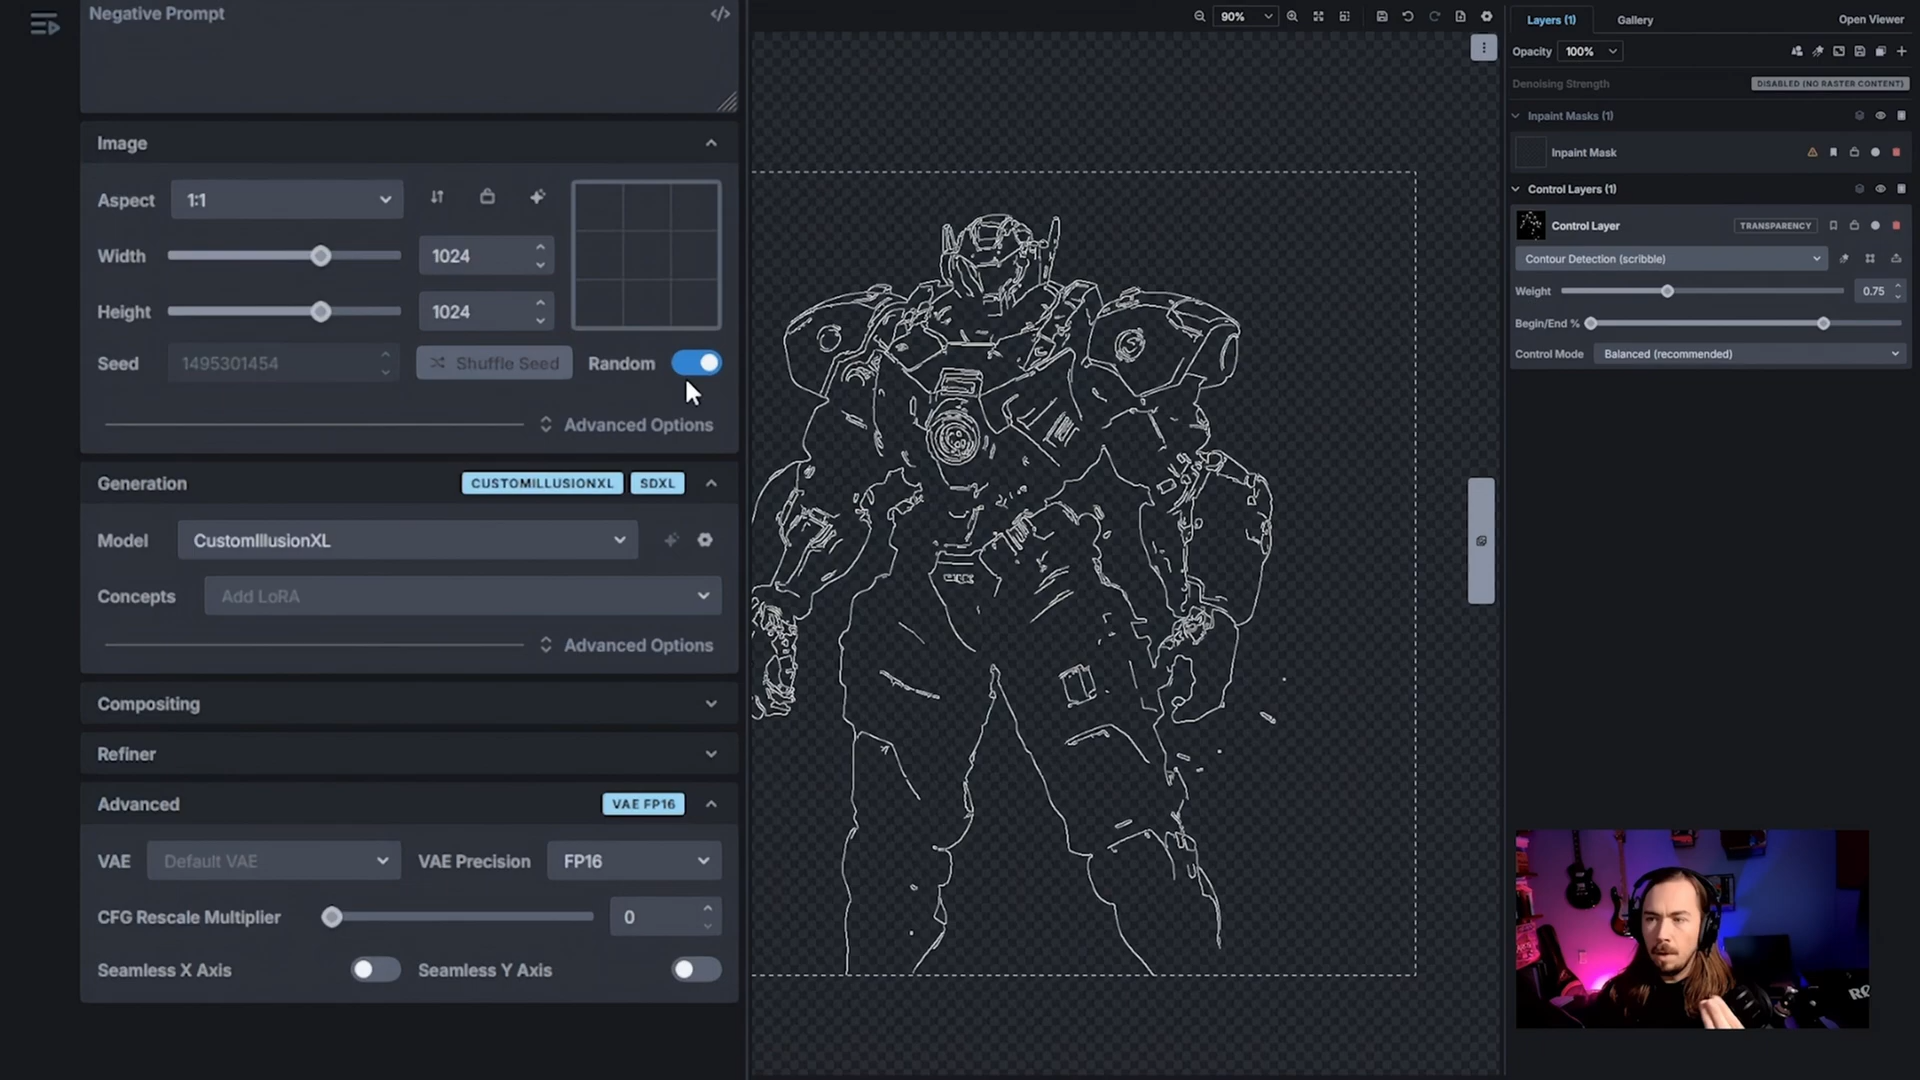 Negative Prompt
Image
Aspect 1:1
Width 1024
Height 1024
Seed 1495301454 Shuffle Seed Random
Advanced Options
Generation CUSTOMILLUSIONXL SDXL
Model CustomIllusionXL
Concepts Add LoRA
Advanced Options
Compositing
Refiner
Advanced VAE FP16
VAE Default VAE VAE Precision FP16
CFG Rescale Multiplier 0
Seamless X Axis Seamless Y Axis
90%
Layers (1) Gallery Open Viewer
Opacity 100%
Denoising Strength DISABLED (NO RASTER CONTENT)
Inpaint Masks (1)
Inpaint Mask
Control Layers (1)
Control Layer TRANSPARENCY
Contour Detection (scribble)
Weight 0.75
Begin/End %
Control Mode Balanced (recommended)